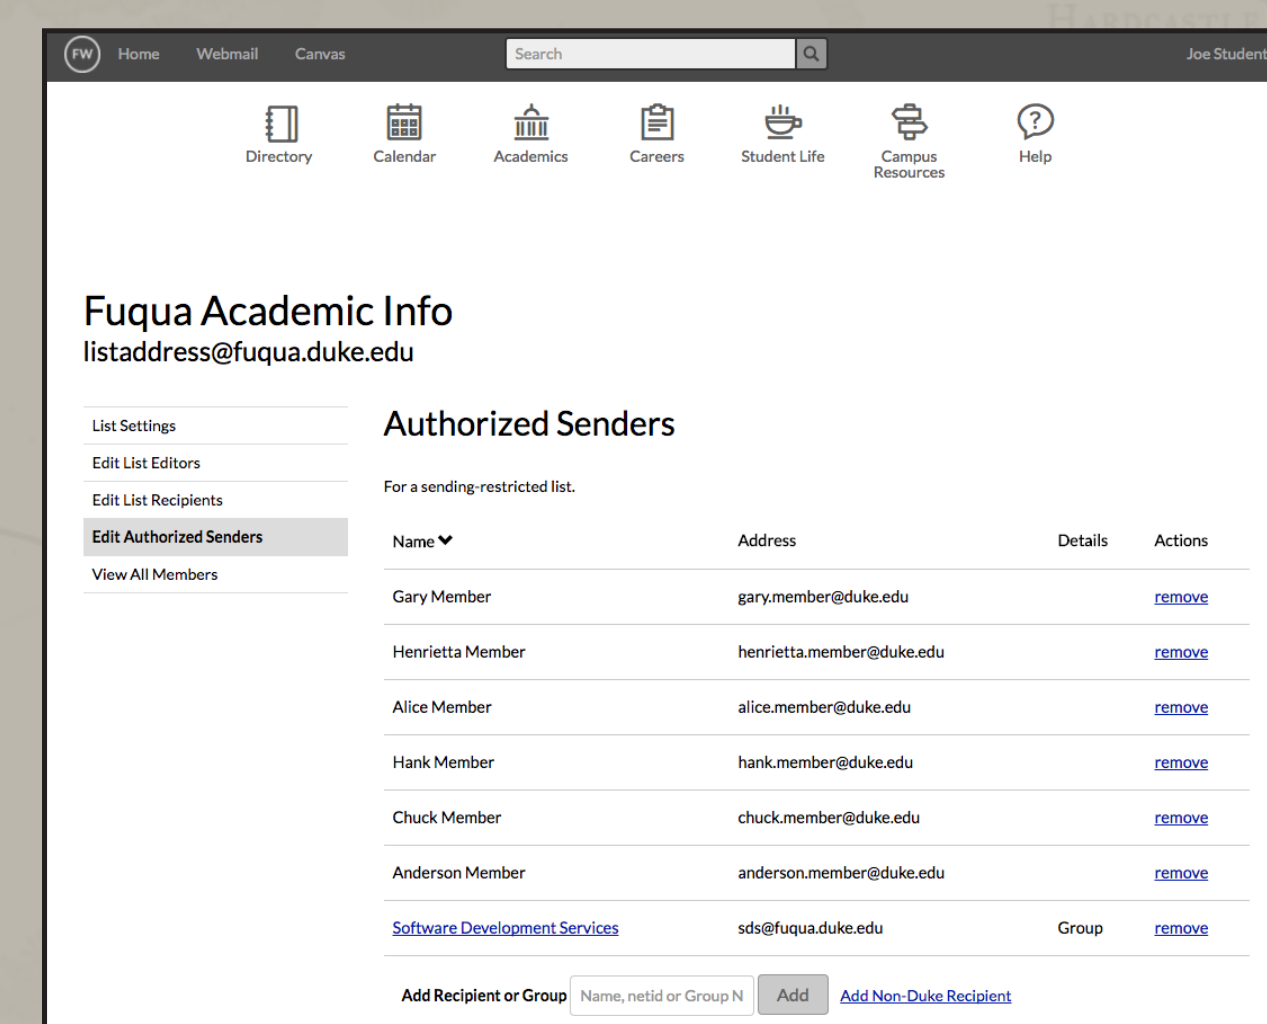 HARDCASTLE
FW Home Webmail Canvas Search Joe Student
Directory Calendar Academics Careers Student Life Campus Resources Help
Fuqua Academic Info
listaddress@fuqua.duke.edu
List Settings
Edit List Editors
Edit List Recipients
Edit Authorized Senders
View All Members
Authorized Senders
For a sending-restricted list.
Name Address Details Actions
Gary Member gary.member@duke.edu remove
Henrietta Member henrietta.member@duke.edu remove
Alice Member alice.member@duke.edu remove
Hank Member hank.member@duke.edu remove
Chuck Member chuck.member@duke.edu remove
Anderson Member anderson.member@duke.edu remove
Software Development Services sds@fuqua.duke.edu Group remove
Add Recipient or Group Name, netid or Group N Add Add Non-Duke Recipient